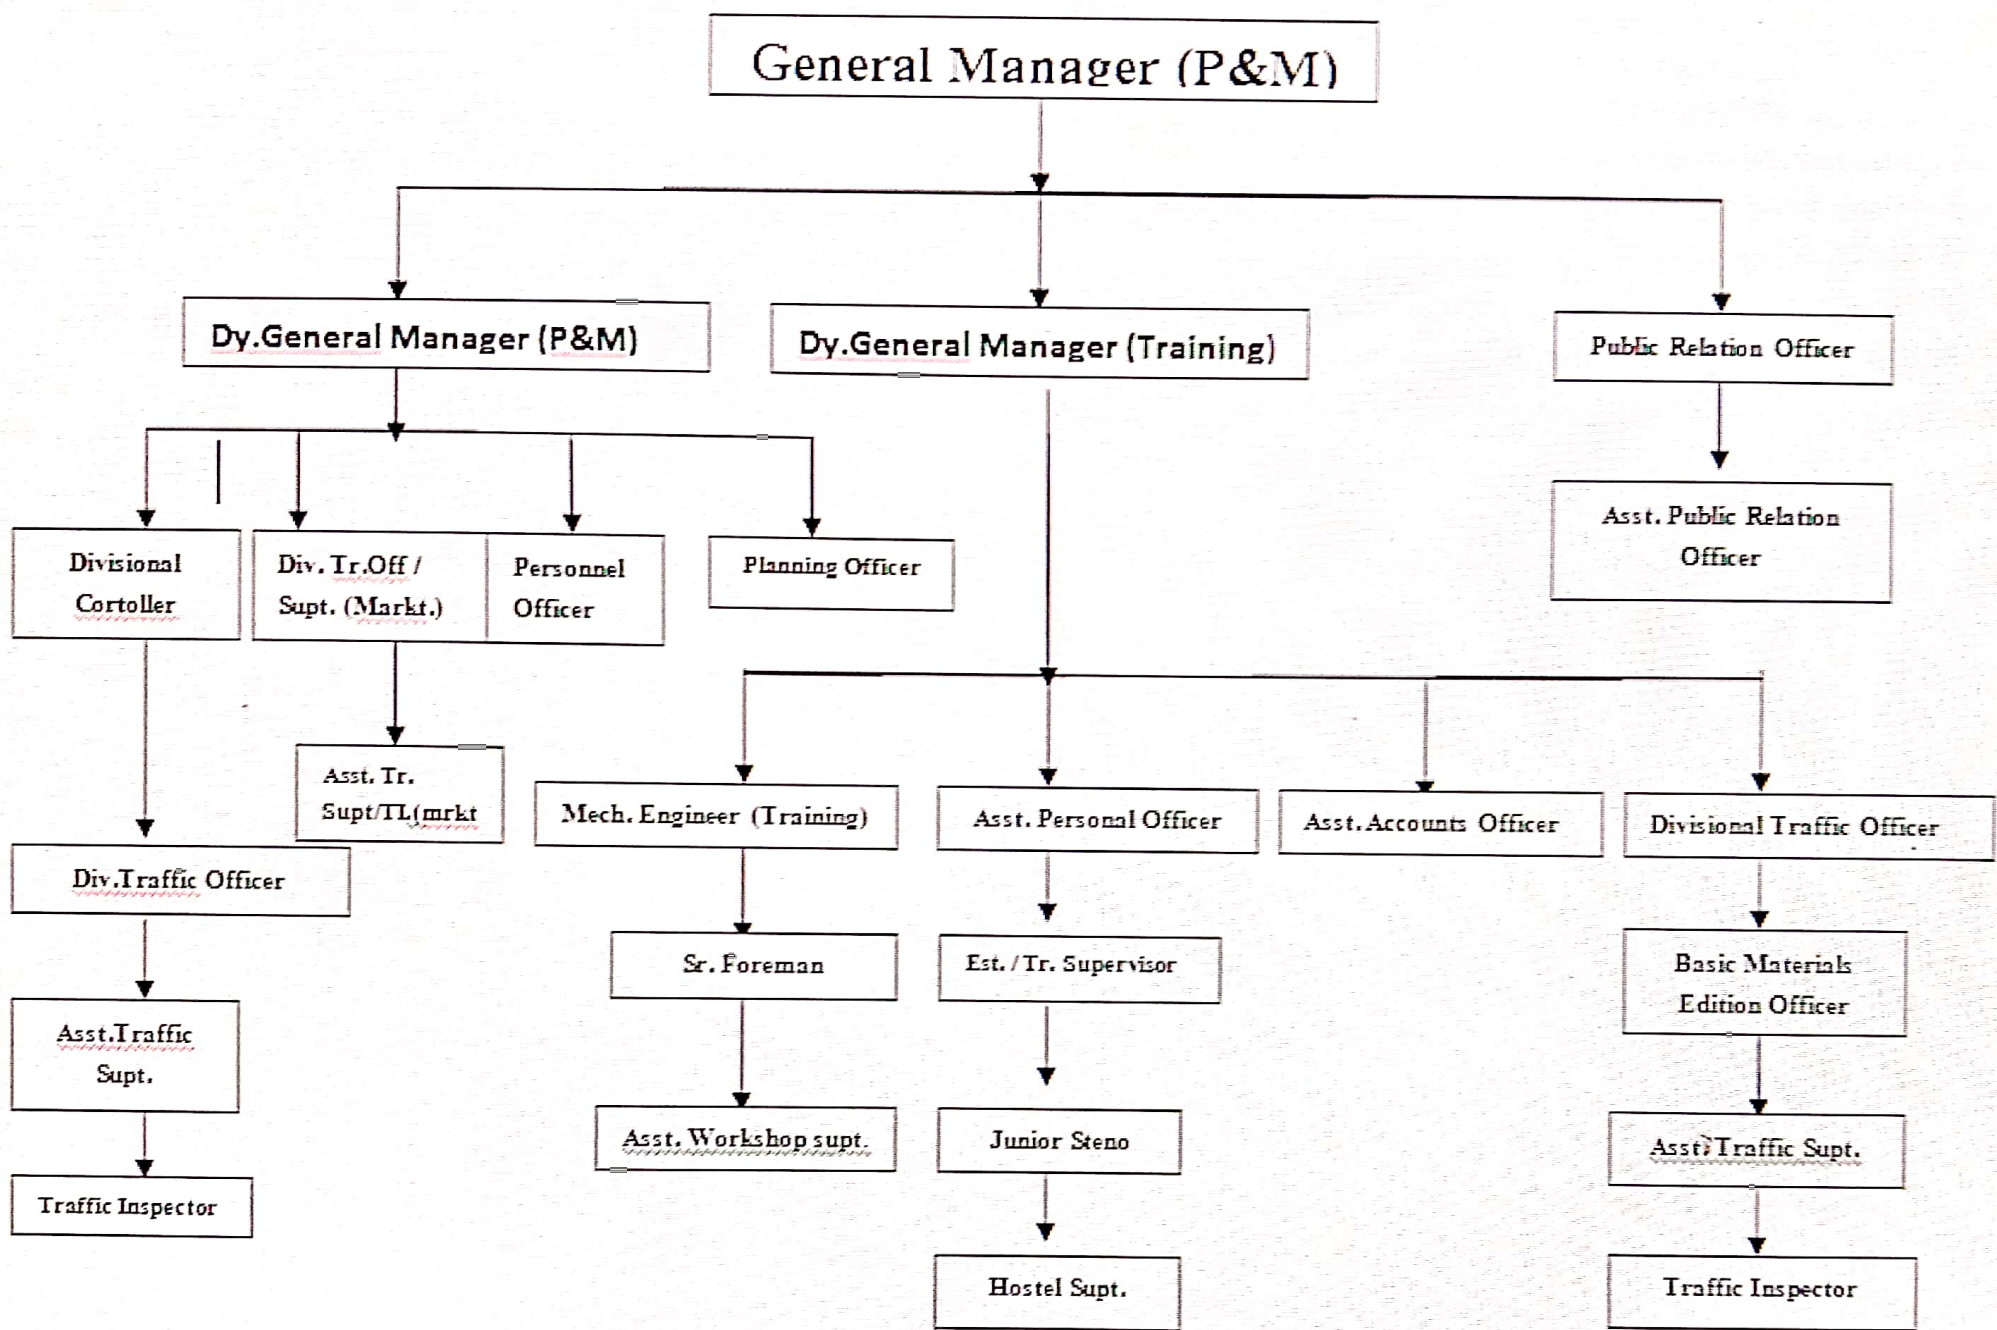 General Manager (P&M)
Dy.General Manager (P&M)
Dy.General Manager (Training)
Public Relation Officer
Asst. Public Relation
Officer
Divisional
Cortoller
Div. Tr.Off /
Supt. (Markt.)
Personnel
Officer
Planning Officer
Asst. Tr.
Supt/TL(mrkt
Mech. Engineer (Training)
Asst. Personal Officer
Asst. Accounts Officer
Divisional Traffic Officer
Div.Traffic Officer
Sr. Foreman
Est. /Tr. Supervisor
Basic Materials
Edition Officer
Asst.Traffic
Supt.
Asst. Workshop supt.
Junior Steno
Asst. Traffic Supt.
Traffic Inspector
Hostel Supt.
Traffic Inspector